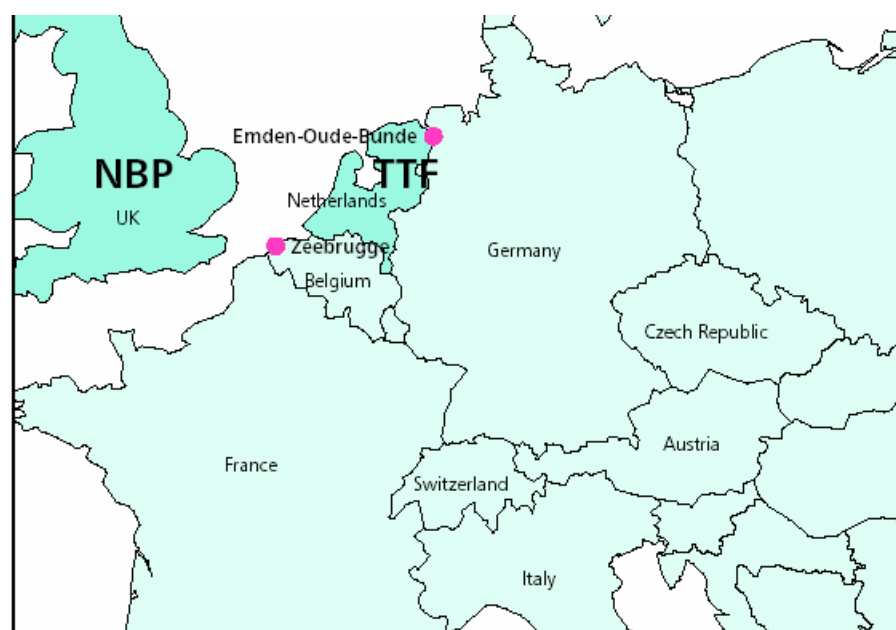 Emden-Oude-Bunde
NBP
TTF
Netherlands
UK
Zeebrugge
Germany
Belgium
Czech Republic
Austria
France
Switzerland
Italy